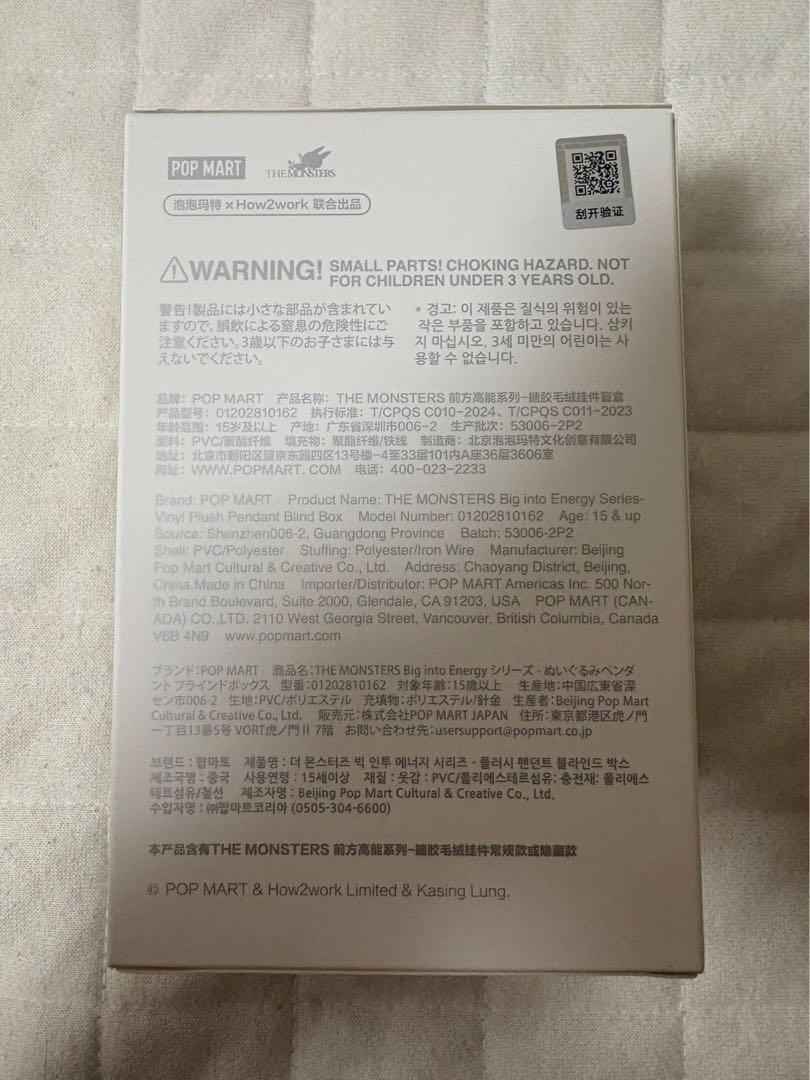 POP MART THE MONSTERS
泡泡玛特 × How2work 联合出品
刮开验证
WARNING! SMALL PARTS! CHOKING HAZARD. NOT
FOR CHILDREN UNDER 3 YEARS OLD.
警告!製品には小さな部品が含まれてい
ますので、誤飲による窒息の危険性にご
注意ください。3歳以下のお子さまには与
えないでください。
* 경고: 이 제품은 질식의 위험이 있는
작은 부품을 포함하고 있습니다. 삼키
지 마십시오. 3세 미만의 어린이는 사
용할 수 없습니다.
品牌: POP MART 产品名称: THE MONSTERS 前方高能系列-搪胶毛绒挂件盲盒
产品型号: 01202810162 执行标准: T/CPQS C010-2024、T/CPQS C011-2023
年龄范围: 15岁及以上 产地: 广东省深圳市006-2 生产批次: 53006-2P2
面料: PVC/聚酯纤维 填充物: 聚酯纤维/铁线 制造商: 北京泡泡玛特文化创意有限公司
地址: 北京市朝阳区望京东园四区13号楼-4至33层101内A座36层3606室
网址: WWW.POPMART. COM 电话: 400-023-2233
Brand: POP MART Product Name: THE MONSTERS Big into Energy Series-
Vinyl Plush Pendant Blind Box Model Number: 01202810162 Age: 15 & up
Source: Shenzhen006-2, Guangdong Province Batch: 53006-2P2
Shell: PVC/Polyester Stuffing: Polyester/Iron Wire Manufacturer: Beijing
Pop Mart Cultural & Creative Co., Ltd. Address: Chaoyang District, Beijing,
China.Made in China Importer/Distributor: POP MART Americas Inc. 500 Nor-
th Brand Boulevard, Suite 2000, Glendale, CA 91203, USA POP MART (CAN-
ADA) CO.,LTD. 2110 West Georgia Street, Vancouver, British Columbia, Canada
V6B 4N9 www.popmart.com
ブランド:POP MART 商品名:THE MONSTERS Big into Energy シリーズ - ぬいぐるみペンダ
ント ブラインドボックス 型番:01202810162 対象年齢:15歳以上 生産地:中国広東省深
セン市006-2 生地:PVC/ポリエステル 充填物:ポリエステル/針金 生産者:Beijing Pop Mart
Cultural & Creative Co., Ltd. 販売元:株式会社POP MART JAPAN 住所:東京都港区虎ノ門
一丁目13番5号 VORT虎ノ門Ⅱ 7階 お問い合わせ先:usersupport@popmart.co.jp
브랜드 : 팝마트 제품명 : 더 몬스터즈 빅 인투 에너지 시리즈 - 플러시 펜던트 블라인드 박스
제조국명 : 중국 사용연령 : 15세이상 재질 : 옷감 : PVC/폴리에스테르섬유: 충전재: 폴리에스
테르섬유/철선 제조자명 : Beijing Pop Mart Cultural & Creative Co., Ltd.
수입자명 : ㈜팝마트코리아 (0505-304-6600)
本产品含有THE MONSTERS 前方高能系列-搪胶毛绒挂件常规款或隐藏款
© POP MART & How2work Limited & Kasing Lung.